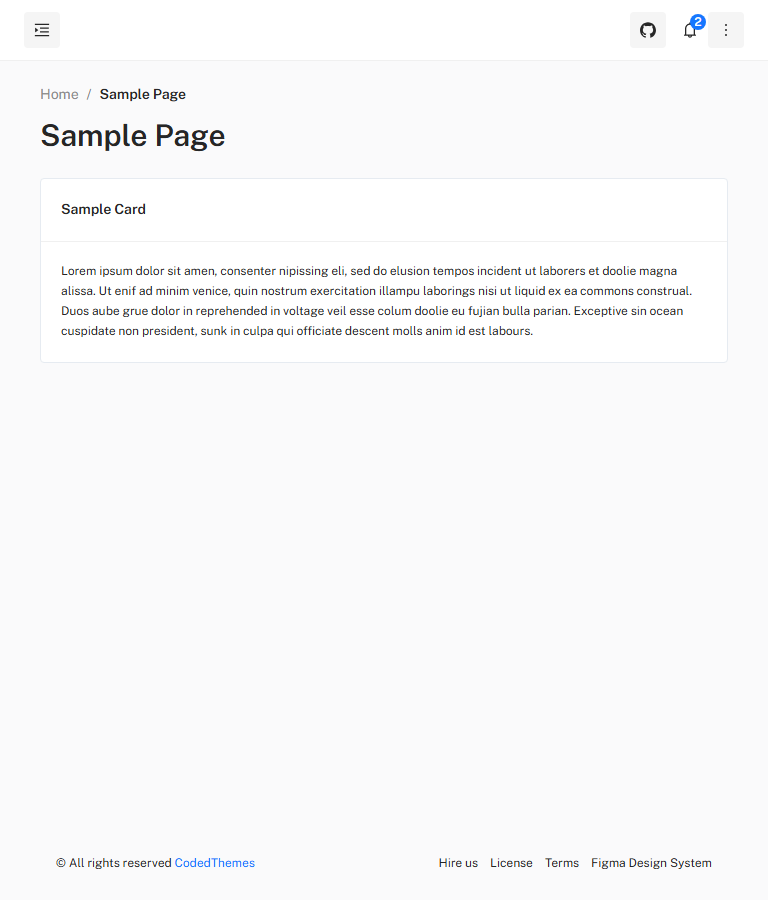 2
Home / Sample Page
Sample Page
Sample Card
Lorem ipsum dolor sit amen, consenter nipissing eli, sed do elusion tempos incident ut laborers et doolie magna
alissa. Ut enif ad minim venice, quin nostrum exercitation illampu laborings nisi ut liquid ex ea commons construal.
Duos aube grue dolor in reprehended in voltage veil esse colum doolie eu fujian bulla parian. Exceptive sin ocean
cuspidate non president, sunk in culpa qui officiate descent molls anim id est labours.
© All rights reserved CodedThemes
Hire us License Terms Figma Design System